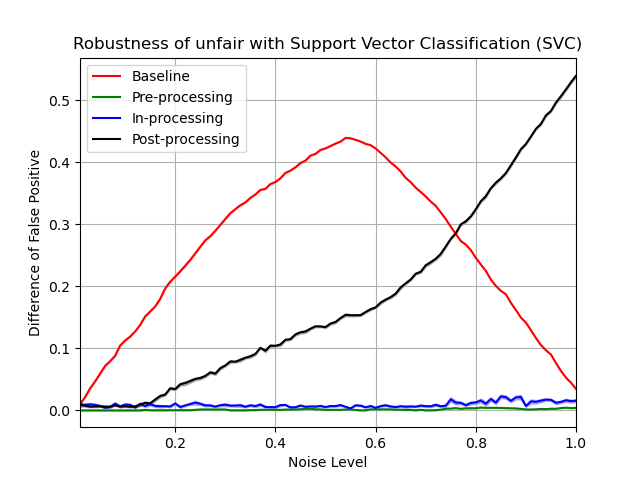 Robustness of unfair with Support Vector Classification (SVC)
Baseline
Pre-processing
In-processing
Post-processing
Difference of False Positive
0.5
0.4
0.3
0.2
0.1
0.0
0.2 0.4 0.6 0.8 1.0
Noise Level